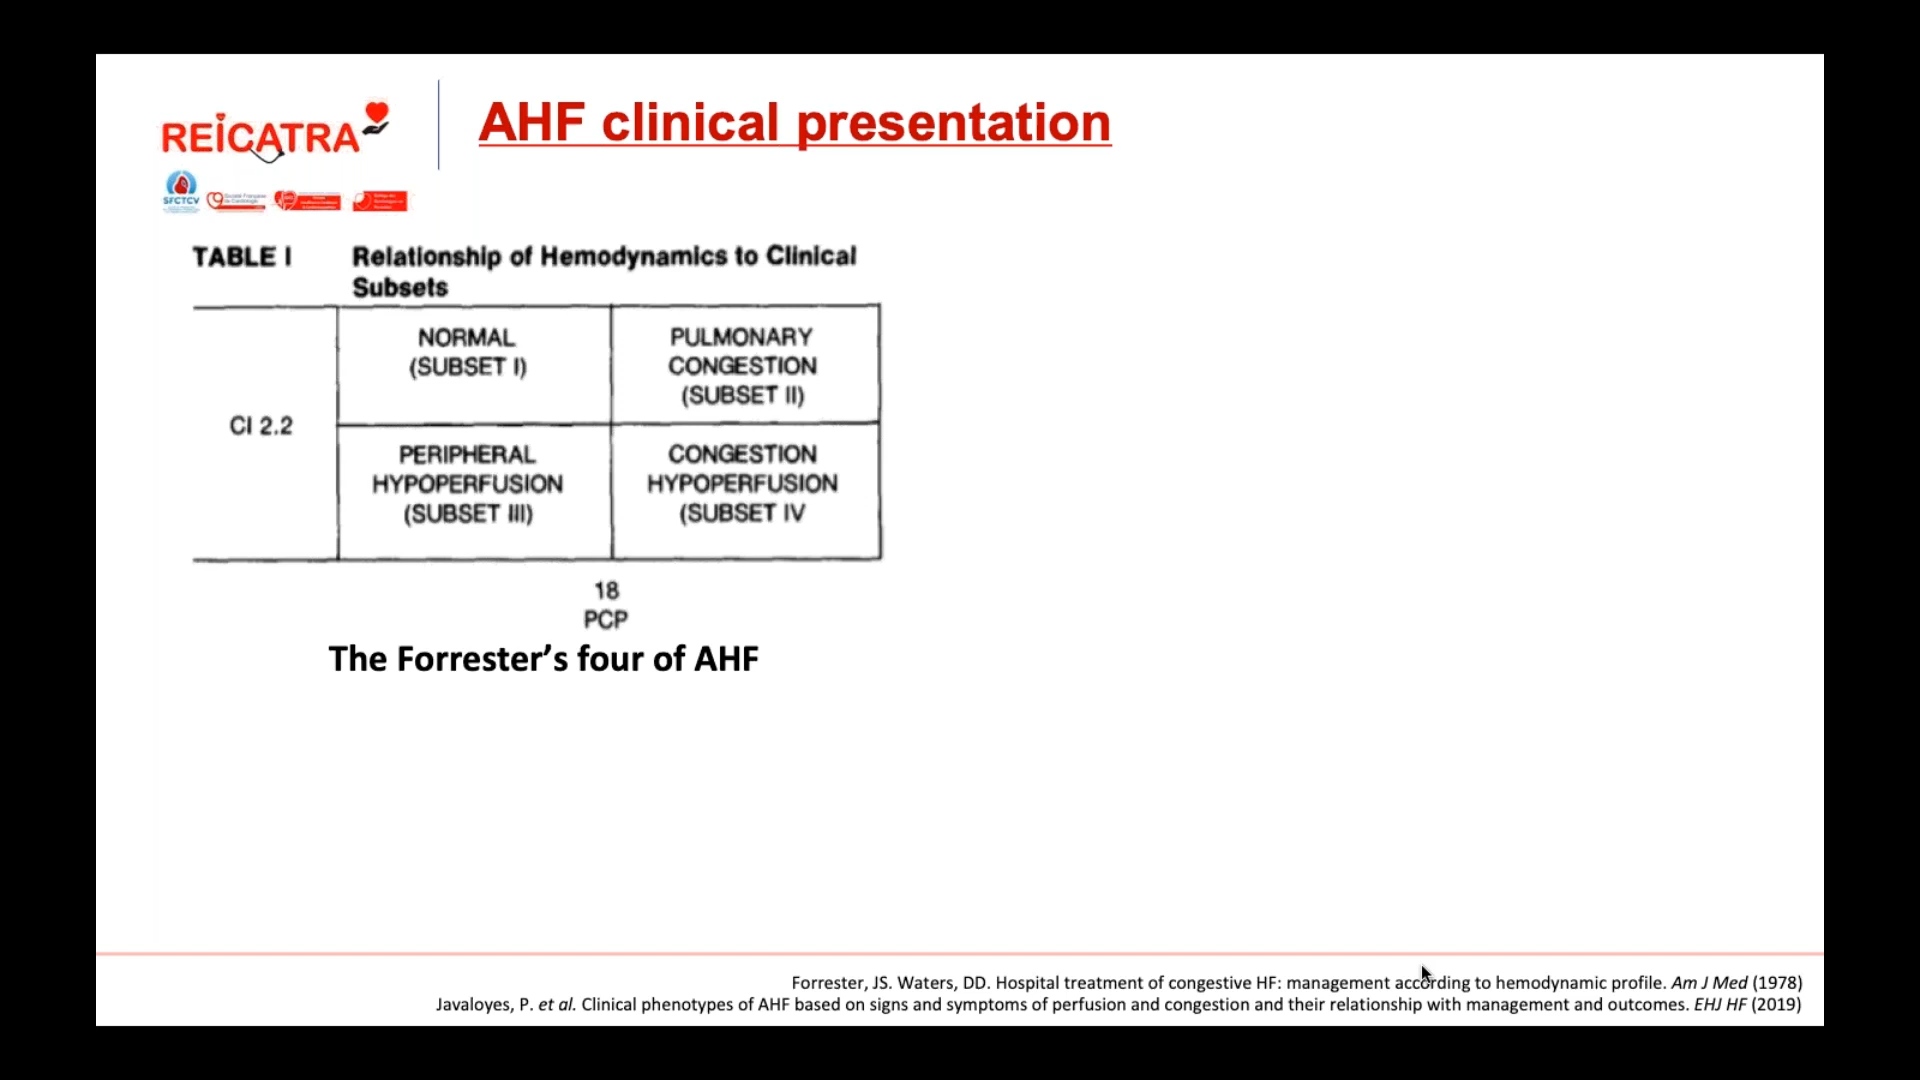 REICATRA
AHF clinical presentation
SFCTCV
TABLE I Relationship of Hemodynamics to Clinical
Subsets
NORMAL
(SUBSET I)
PULMONARY
CONGESTION
(SUBSET II)
CI 2.2
PERIPHERAL
HYPOPERFUSION
(SUBSET III)
CONGESTION
HYPOPERFUSION
(SUBSET IV
18
PCP
The Forrester’s four of AHF
Forrester, JS. Waters, DD. Hospital treatment of congestive HF: management according to hemodynamic profile. Am J Med (1978)
Javaloyes, P. et al. Clinical phenotypes of AHF based on signs and symptoms of perfusion and congestion and their relationship with management and outcomes. EHJ HF (2019)